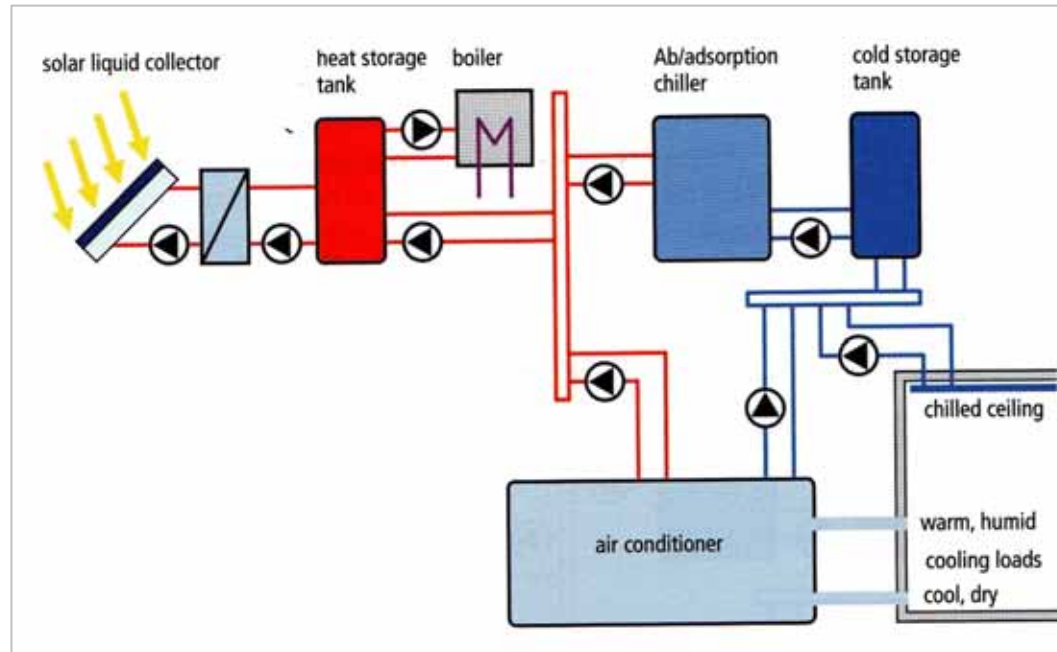 solar liquid collector
heat storage
tank
boiler
Ab/adsorption
chiller
cold storage
tank
chilled ceiling
air conditioner
warm, humid
cooling loads
cool, dry